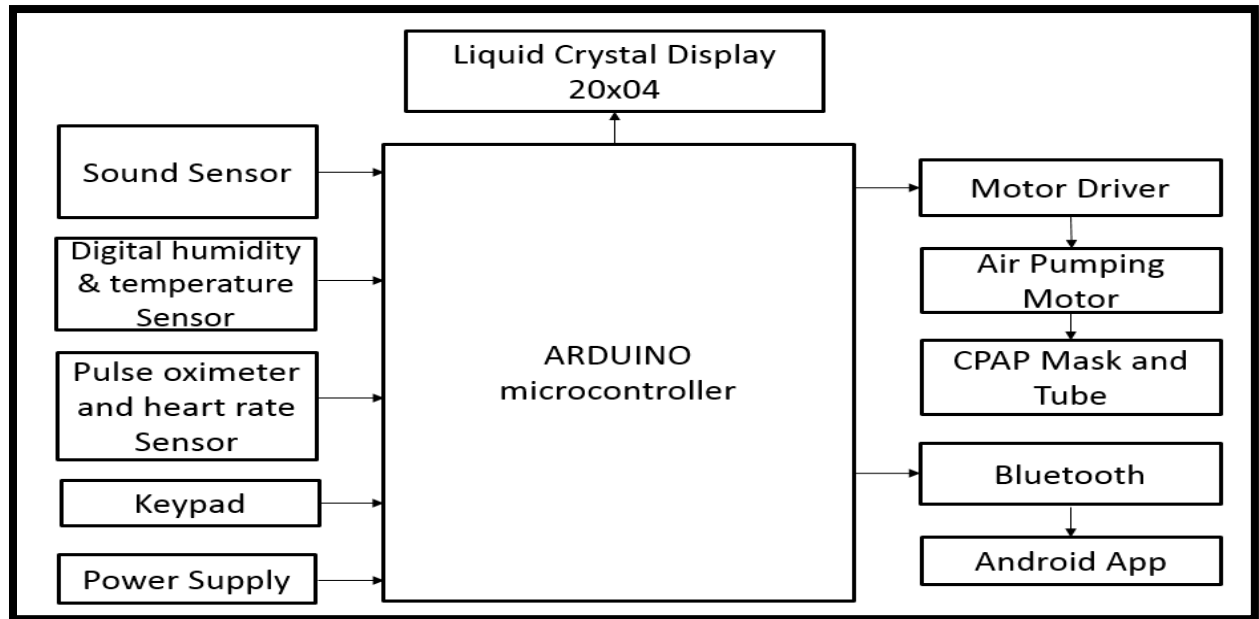 Liquid Crystal Display
20x04
Sound Sensor
Digital humidity
& temperature
Sensor
Pulse oximeter
and heart rate
Sensor
Keypad
Power Supply
ARDUINO
microcontroller
Motor Driver
Air Pumping
Motor
CPAP Mask and
Tube
Bluetooth
Android App